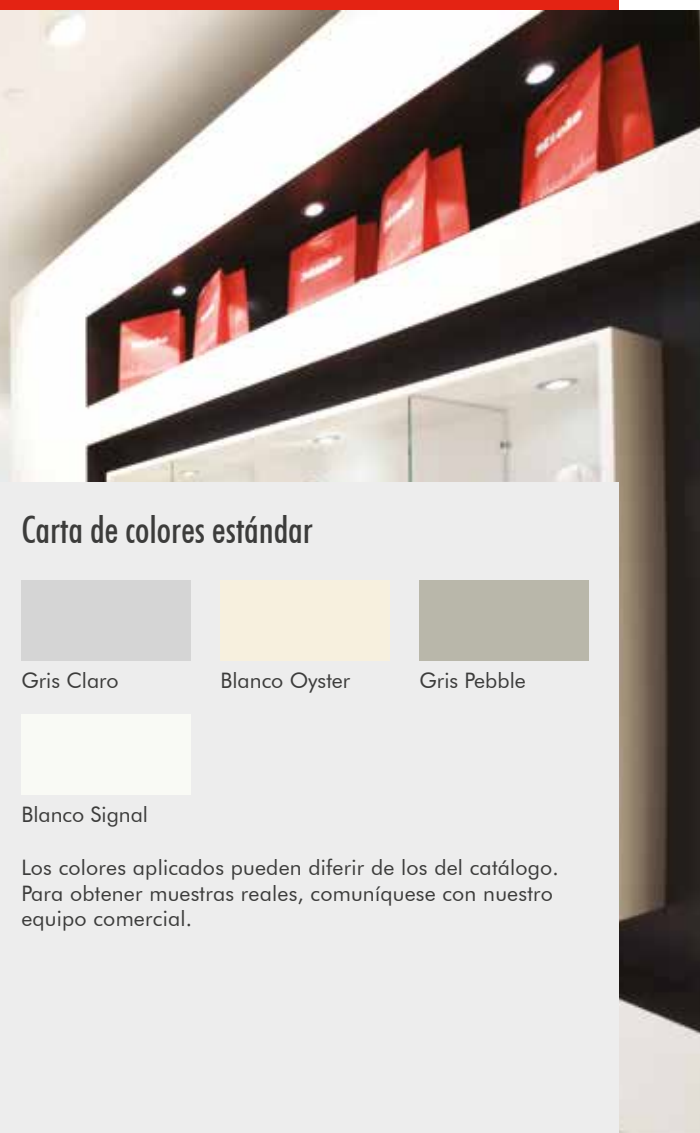 Carta de colores estándar
Gris Claro
Blanco Oyster
Gris Pebble
Blanco Signal
Los colores aplicados pueden diferir de los del catálogo.
Para obtener muestras reales, comuníquese con nuestro
equipo comercial.